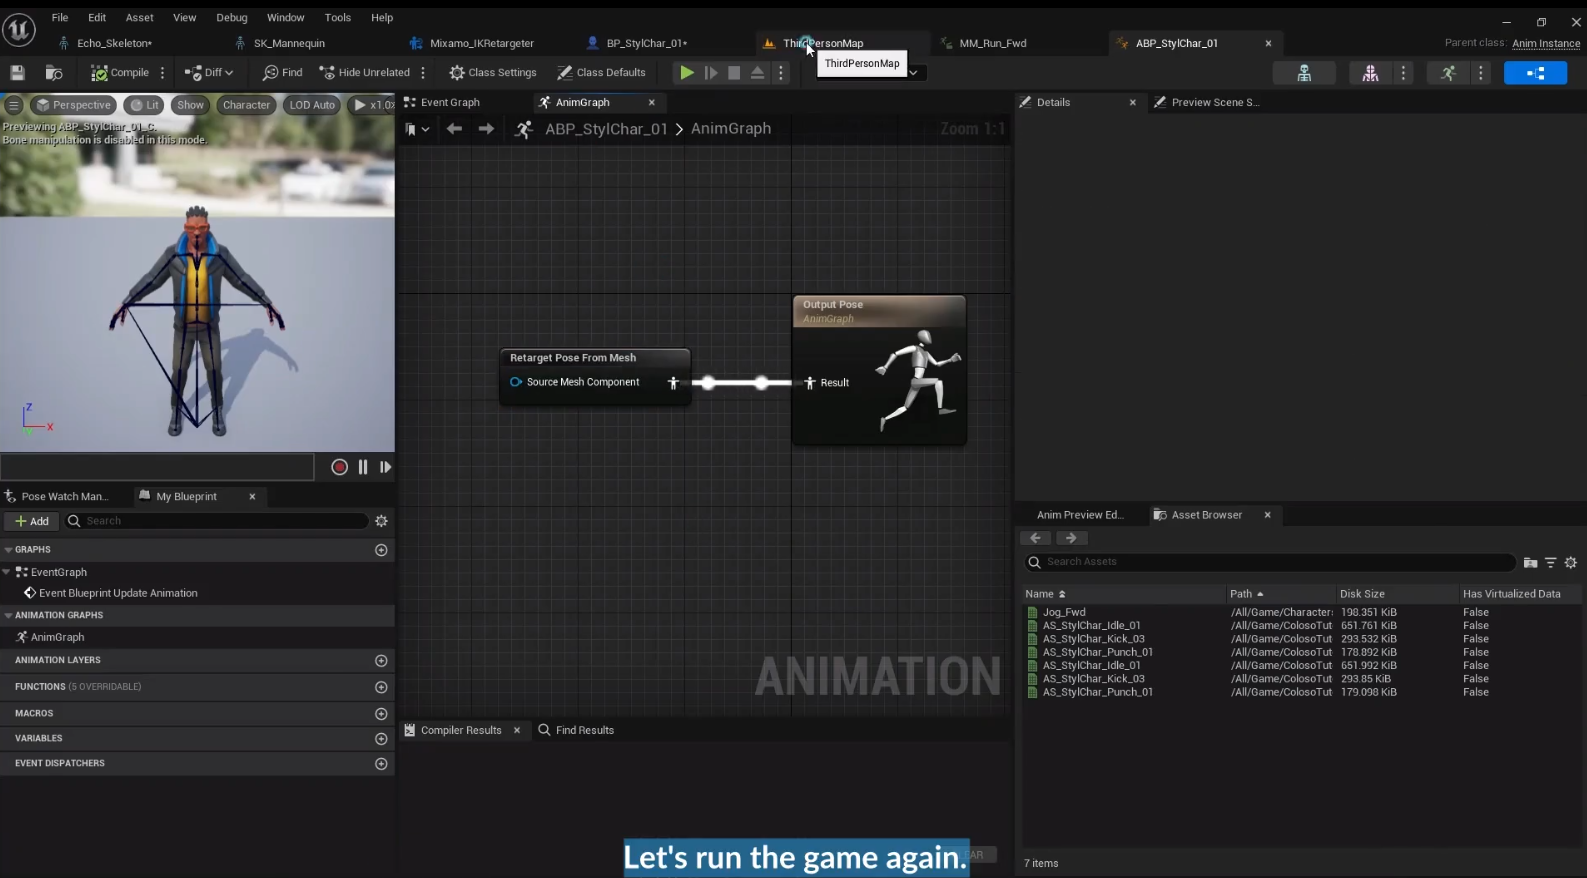 File Edit Asset View Debug Window Tools Help
Echo_Skeleton* SK_Mannequin Mixamo_IKRetargeter BP_StylChar_01* ThirdPersonMap MM_Run_Fwd ABP_StylChar_01 Parent class: Anim Instance
ThirdPersonMap
Compile Diff Find Hide Unrelated Class Settings Class Defaults
Perspective Lit Show Character LOD Auto x1.0
Previewing ABP_StylChar_01_C.
Bone manipulation is disabled in this mode.
Z
X
Event Graph AnimGraph
ABP_StylChar_01 > AnimGraph Zoom 1:1
Retarget Pose From Mesh
Source Mesh Component
Output Pose
AnimGraph
Result
ANIMATION
Details Preview Scene S...
Pose Watch Man... My Blueprint
Add Search
GRAPHS
EventGraph
Event Blueprint Update Animation
ANIMATION GRAPHS
AnimGraph
ANIMATION LAYERS
FUNCTIONS (5 OVERRIDABLE)
MACROS
VARIABLES
EVENT DISPATCHERS
Compiler Results Find Results
Anim Preview Ed... Asset Browser
Search Assets
Name Path Disk Size Has Virtualized Data
Jog_Fwd /All/Game/Character: 198.351 KiB False
AS_StylChar_Idle_01 /All/Game/ColosoTut 651.761 KiB False
AS_StylChar_Kick_03 /All/Game/ColosoTut 293.532 KiB False
AS_StylChar_Punch_01 /All/Game/ColosoTut 178.892 KiB False
AS_StylChar_Idle_01 /All/Game/ColosoTut 651.992 KiB False
AS_StylChar_Kick_03 /All/Game/ColosoTut 293.85 KiB False
AS_StylChar_Punch_01 /All/Game/ColosoTut 179.098 KiB False
7 items
Let's run the game again.